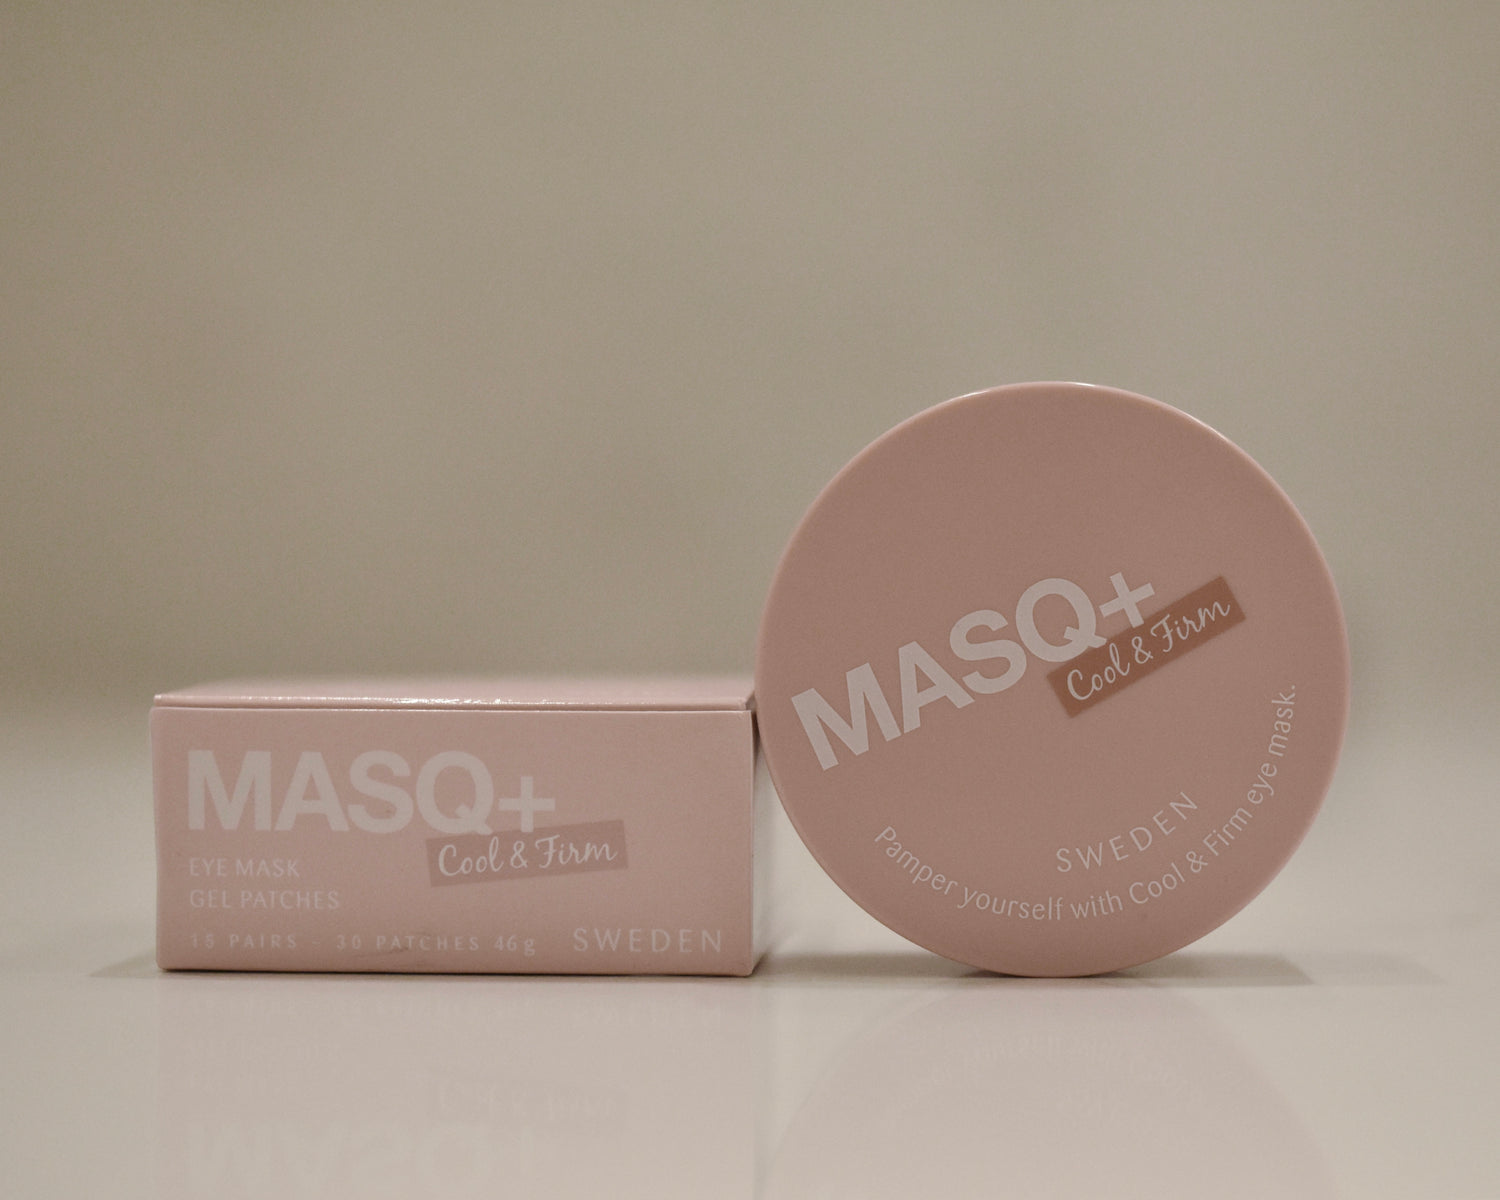 MASQ+
Cool & Firm
EYE MASK
GEL PATCHES
15 PAIRS - 30 PATCHES 46g
SWEDEN
MASQ+
Cool & Firm
SWEDEN
Pamper yourself with Cool & Firm eye mask.